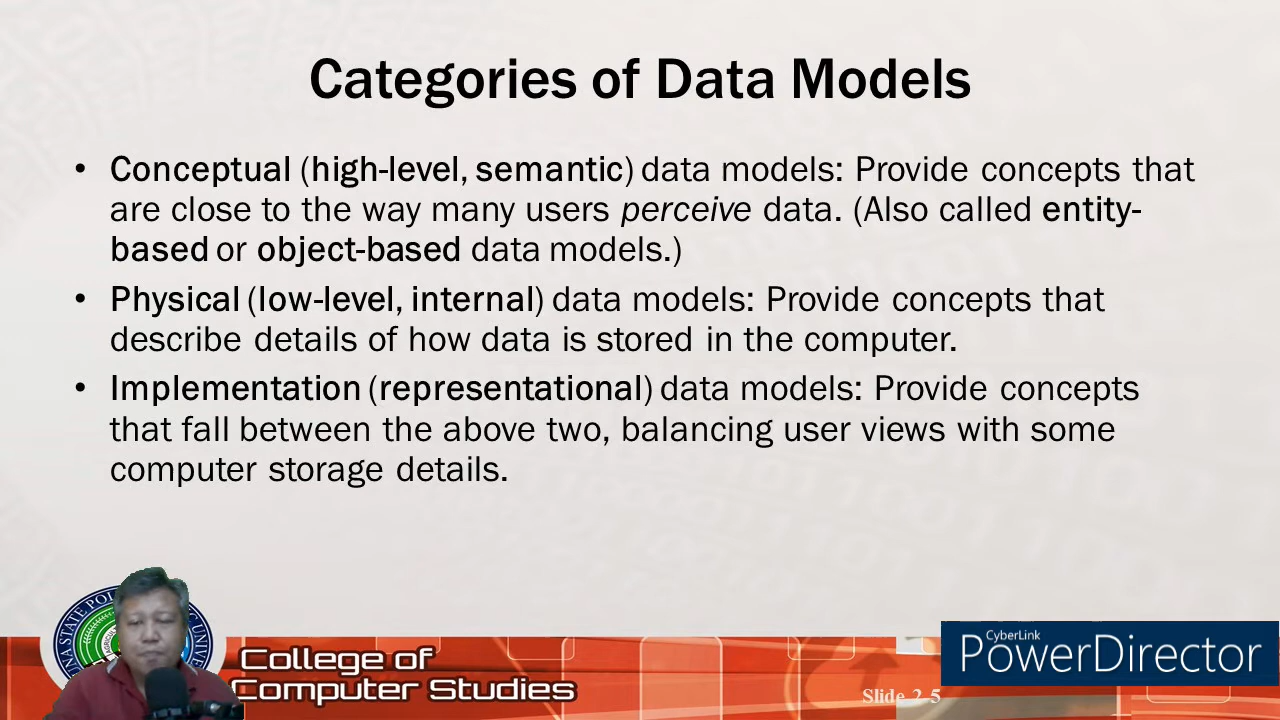 Categories of Data Models
• Conceptual (high-level, semantic) data models: Provide concepts that
are close to the way many users perceive data. (Also called entity-
based or object-based data models.)
• Physical (low-level, internal) data models: Provide concepts that
describe details of how data is stored in the computer.
• Implementation (representational) data models: Provide concepts
that fall between the above two, balancing user views with some
computer storage details.
College of
Computer Studies
Slide 2-5
CyberLink
PowerDirector